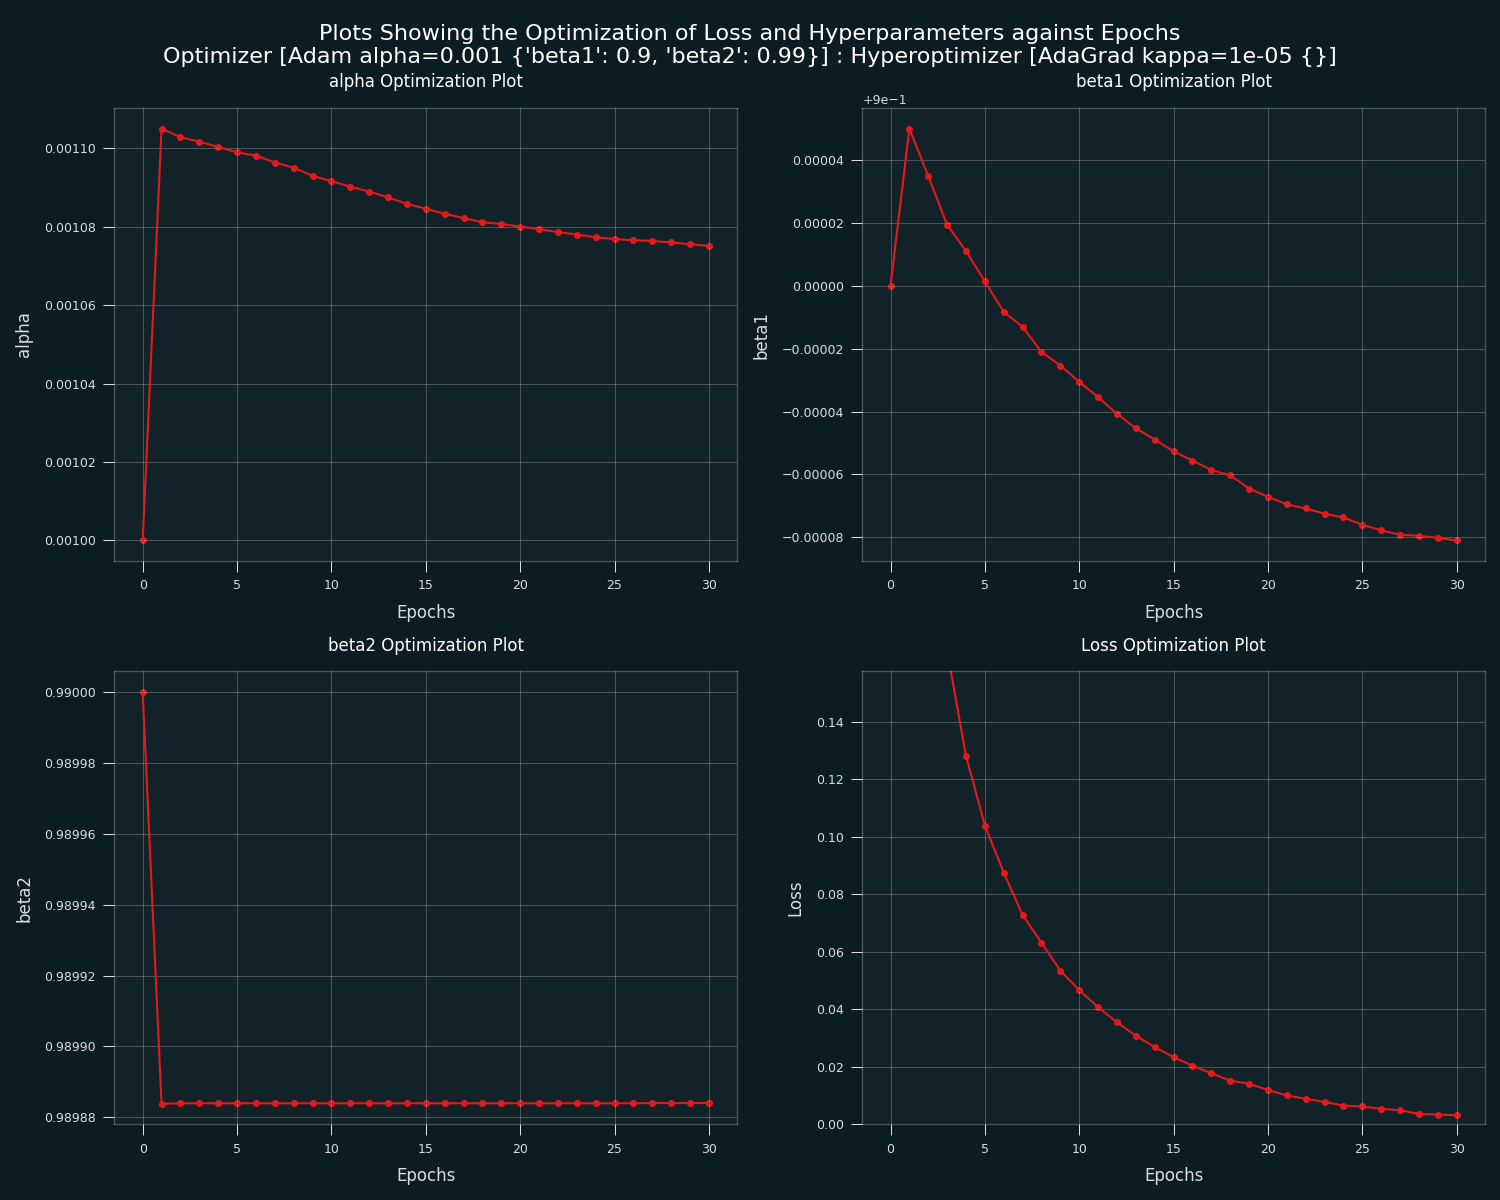 Plots Showing the Optimization of Loss and Hyperparameters against Epochs
Optimizer [Adam alpha=0.001 {'beta1': 0.9, 'beta2': 0.99}] : Hyperoptimizer [AdaGrad kappa=1e-05 {}]
alpha Optimization Plot
0.00110
0.00108
0.00106
0.00104
0.00102
0.00100
alpha
0 5 10 15 20 25 30
Epochs
beta1 Optimization Plot
+9e−1
0.00004
0.00002
0.00000
−0.00002
−0.00004
−0.00006
−0.00008
beta1
0 5 10 15 20 25 30
Epochs
beta2 Optimization Plot
0.99000
0.98998
0.98996
0.98994
0.98992
0.98990
0.98988
beta2
0 5 10 15 20 25 30
Epochs
Loss Optimization Plot
0.14
0.12
0.10
0.08
0.06
0.04
0.02
0.00
Loss
0 5 10 15 20 25 30
Epochs